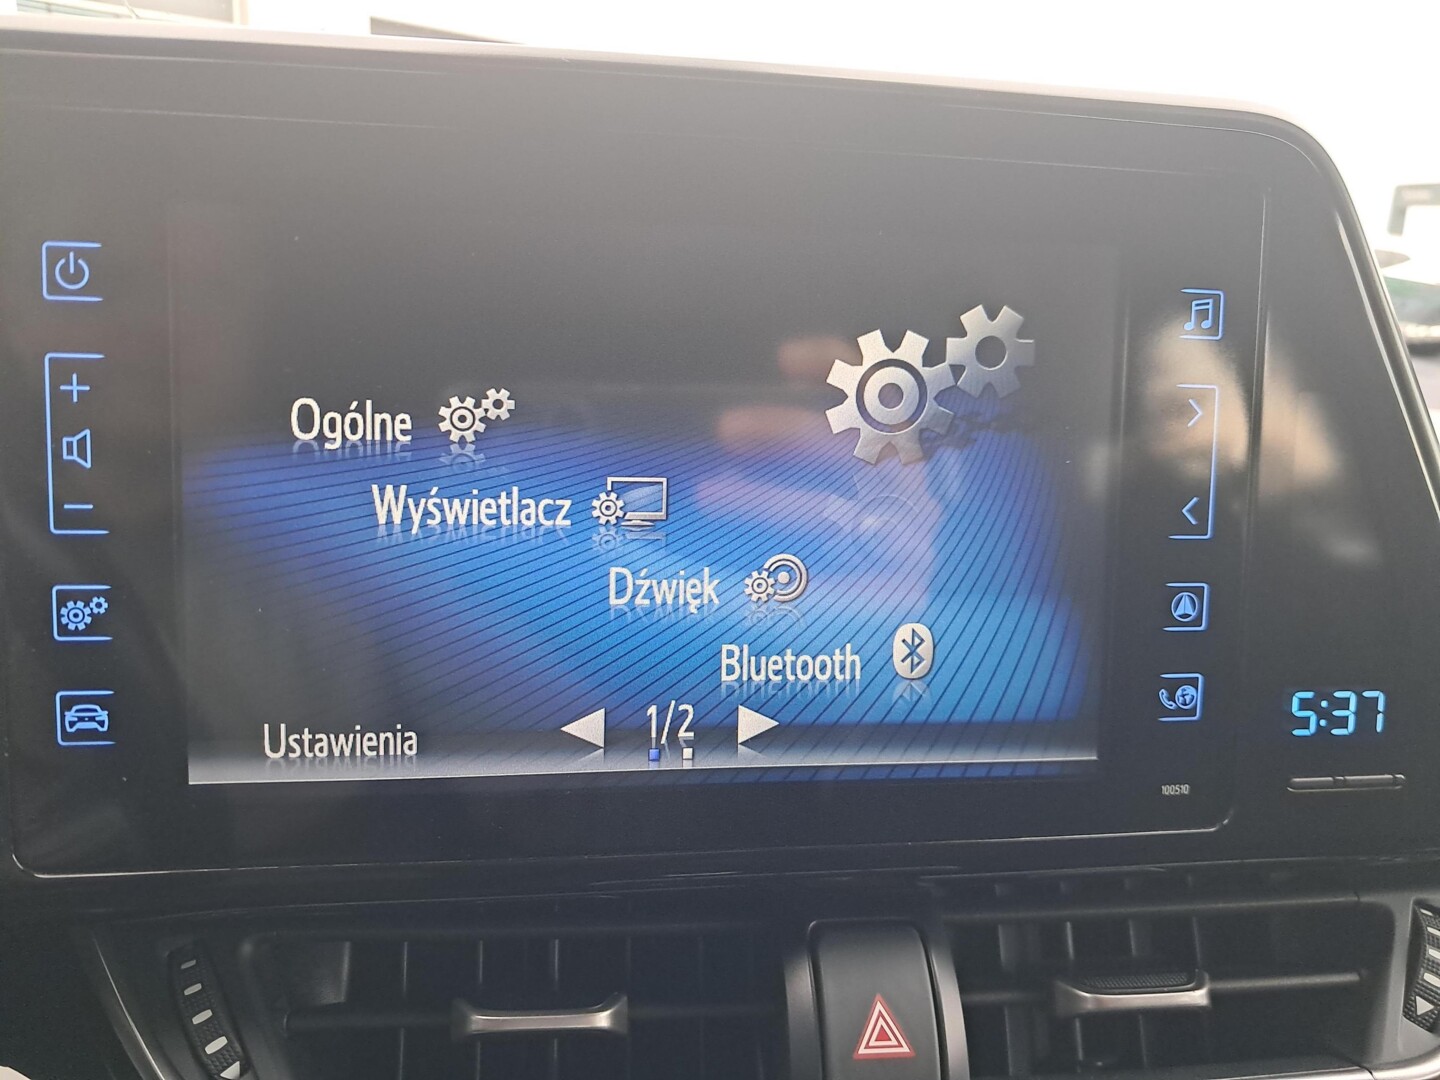 Ogólne
Wyświetlacz
Dźwięk
Bluetooth
Ustawienia
1/2
5:37
100510